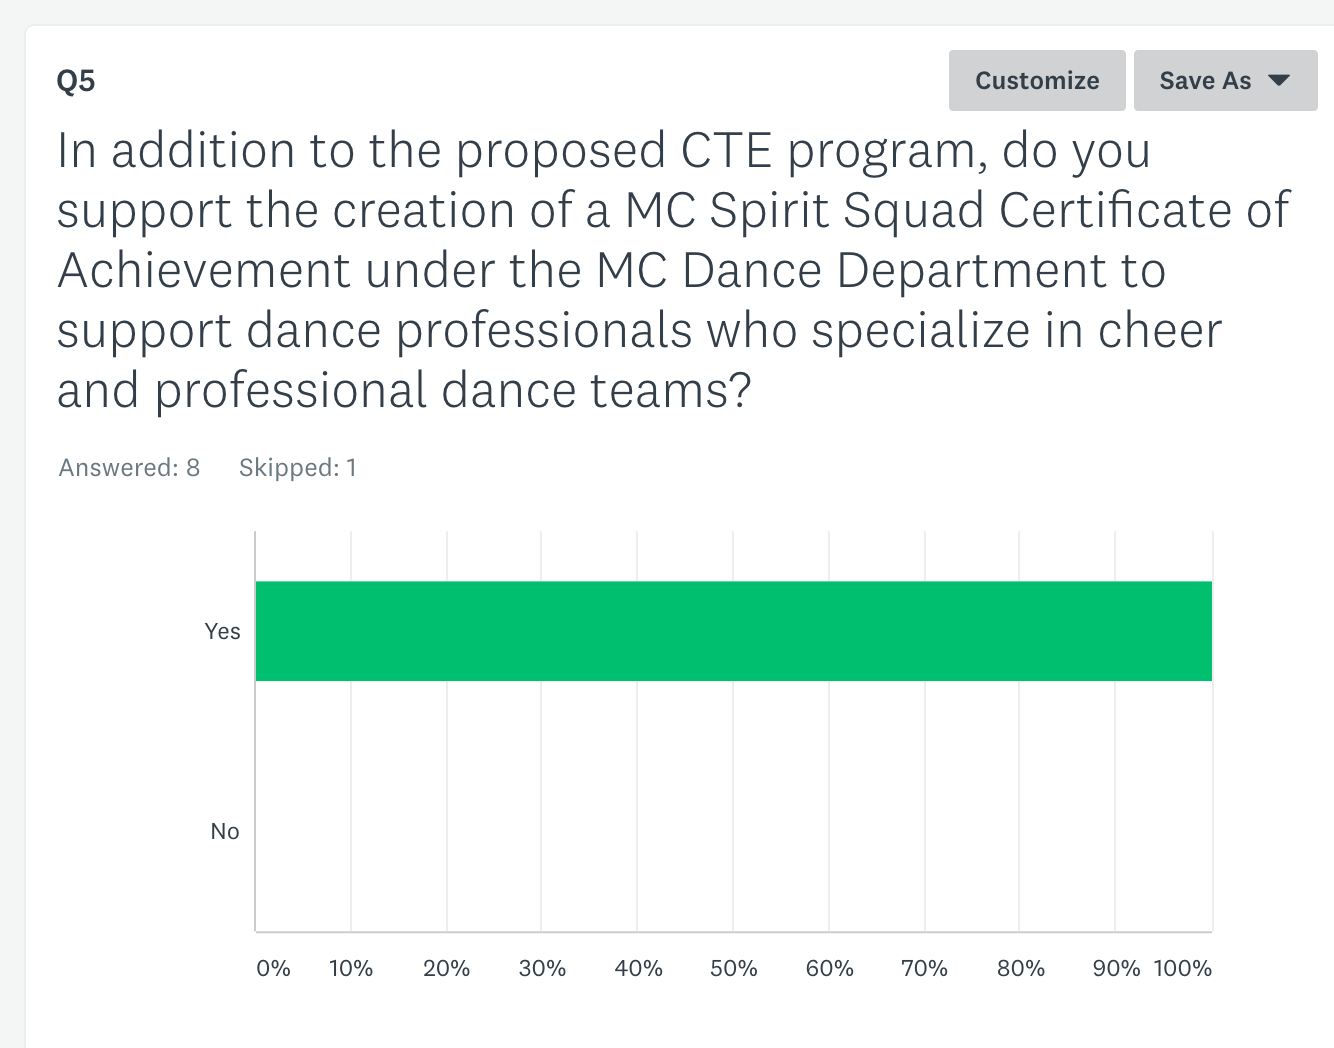 Q5
Customize
Save As
In addition to the proposed CTE program, do you
support the creation of a MC Spirit Squad Certificate of
Achievement under the MC Dance Department to
support dance professionals who specialize in cheer
and professional dance teams?
Answered: 8 Skipped: 1
Yes
No
0% 10% 20% 30% 40% 50% 60% 70% 80% 90% 100%